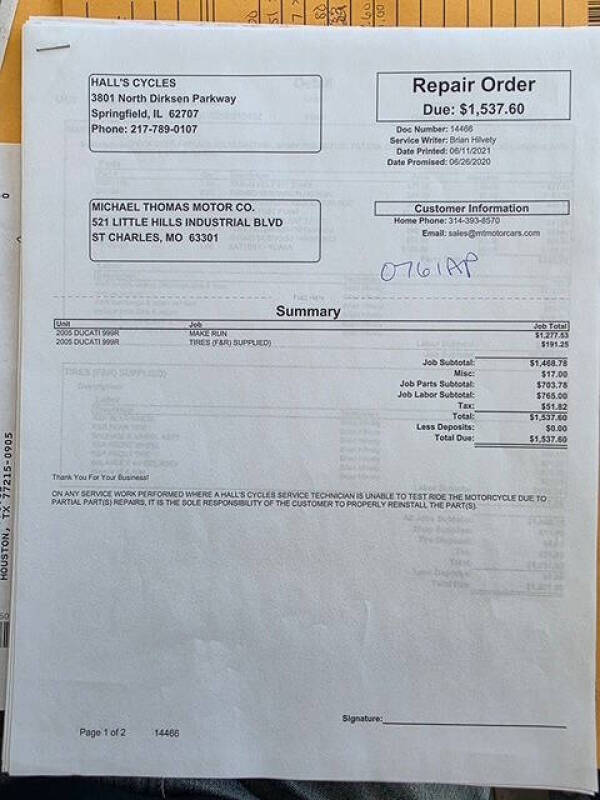 HALL'S CYCLES
3801 North Dirksen Parkway
Springfield, IL 62707
Phone: 217-789-0107
Repair Order
Due: $1,537.60
Doc Number: 14466
Service Writer: Brian Hilvety
Date Printed: 06/11/2021
Date Promised: 06/26/2020
MICHAEL THOMAS MOTOR CO.
521 LITTLE HILLS INDUSTRIAL BLVD
ST CHARLES, MO 63301
Customer Information
Home Phone: 314-393-8570
Email: sales@mtmotorcars.com
0761AP
Summary
Unit Job Job Total
2005 DUCATI 999R MAKE RUN $1,277.53
2005 DUCATI 999R TIRES (F&R) SUPPLIED) $191.25
Job Subtotal: $1,468.78
Misc: $17.00
Job Parts Subtotal: $703.78
Job Labor Subtotal: $765.00
Tax: $51.82
Total: $1,537.60
Less Deposits: $0.00
Total Due: $1,537.60
TIRES (F&R) SUPPLIED)
Thank You For Your Business!
ON ANY SERVICE WORK PERFORMED WHERE A HALL'S CYCLES SERVICE TECHNICIAN IS UNABLE TO TEST RIDE THE MOTORCYCLE DUE TO
PARTIAL PART(S) REPAIRS, IT IS THE SOLE RESPONSIBILITY OF THE CUSTOMER TO PROPERLY REINSTALL THE PART(S).
HOUSTON, TX 77215-0905
Signature:
Page 1 of 2 14466